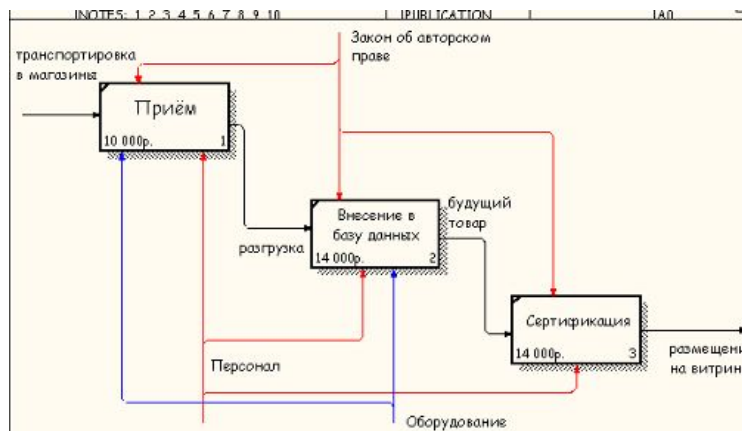 NOTES: 1 2 3 4 5 6 7 8 9 10
PUBLICATION
A0
транспортировка
в магазины
Закон об авторском
праве
Приём
10 000р.
1
разгрузка
Внесение в
базу данных
14 000р.
2
будущий
товар
Сертификация
14 000р.
3
размещени
на витрин
Персонал
Оборудование